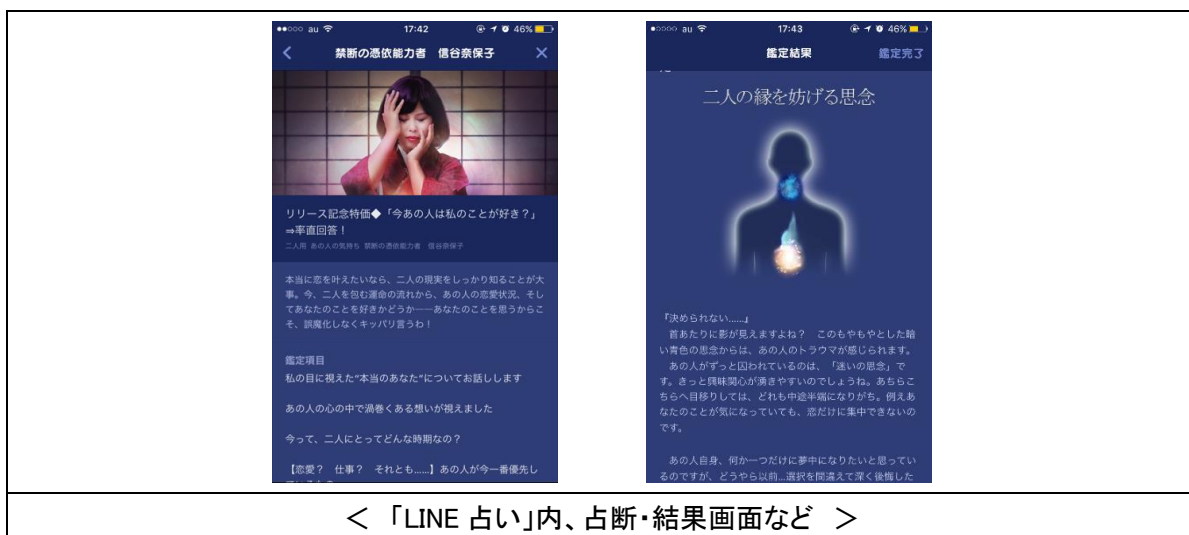 ●●○○○ au 17:42 46%
禁断の憑依能力者 信谷奈保子
リリース記念特価◆「今あの人は私のことが好き?」
⇒率直回答!
二人用 あの人の気持ち 禁断の憑依能力者 信谷奈保子
本当に恋を叶えたいなら、二人の現実をしっかり知ることが大
事。今、二人を包む運命の流れから、あの人の恋愛状況、そし
てあなたのことを好きかどうか──あなたのことを思うからこ
そ、誤魔化しなくキッパリ言うわ!
鑑定項目
私の目に視えた“本当のあなた”についてお話しします
あの人の心の中で渦巻くある想いが視えました
今って、二人にとってどんな時期なの?
【恋愛? 仕事? それとも……】あの人が今一番優先し
●○○○○ au 17:43 46%
鑑定結果
鑑定完了
二人の縁を妨げる思念
『決められない……』
首あたりに影が見えますよね? このもやもやとした暗
い青色の思念からは、あの人のトラウマが感じられます。
あの人がずっと囚われているのは、「迷いの思念」で
す。きっと興味関心が湧きやすいのでしょうね。あちらこ
ちらへ目移りしては、どれも中途半端になりがち。例えあ
なたのことが気になっていても、恋だけに集中できないの
です。
あの人自身、何か一つだけに夢中になりたいと思ってい
るのですが、どうやら以前…選択を間違えて深く後悔した
< 「LINE 占い」内、占断・結果画面など >